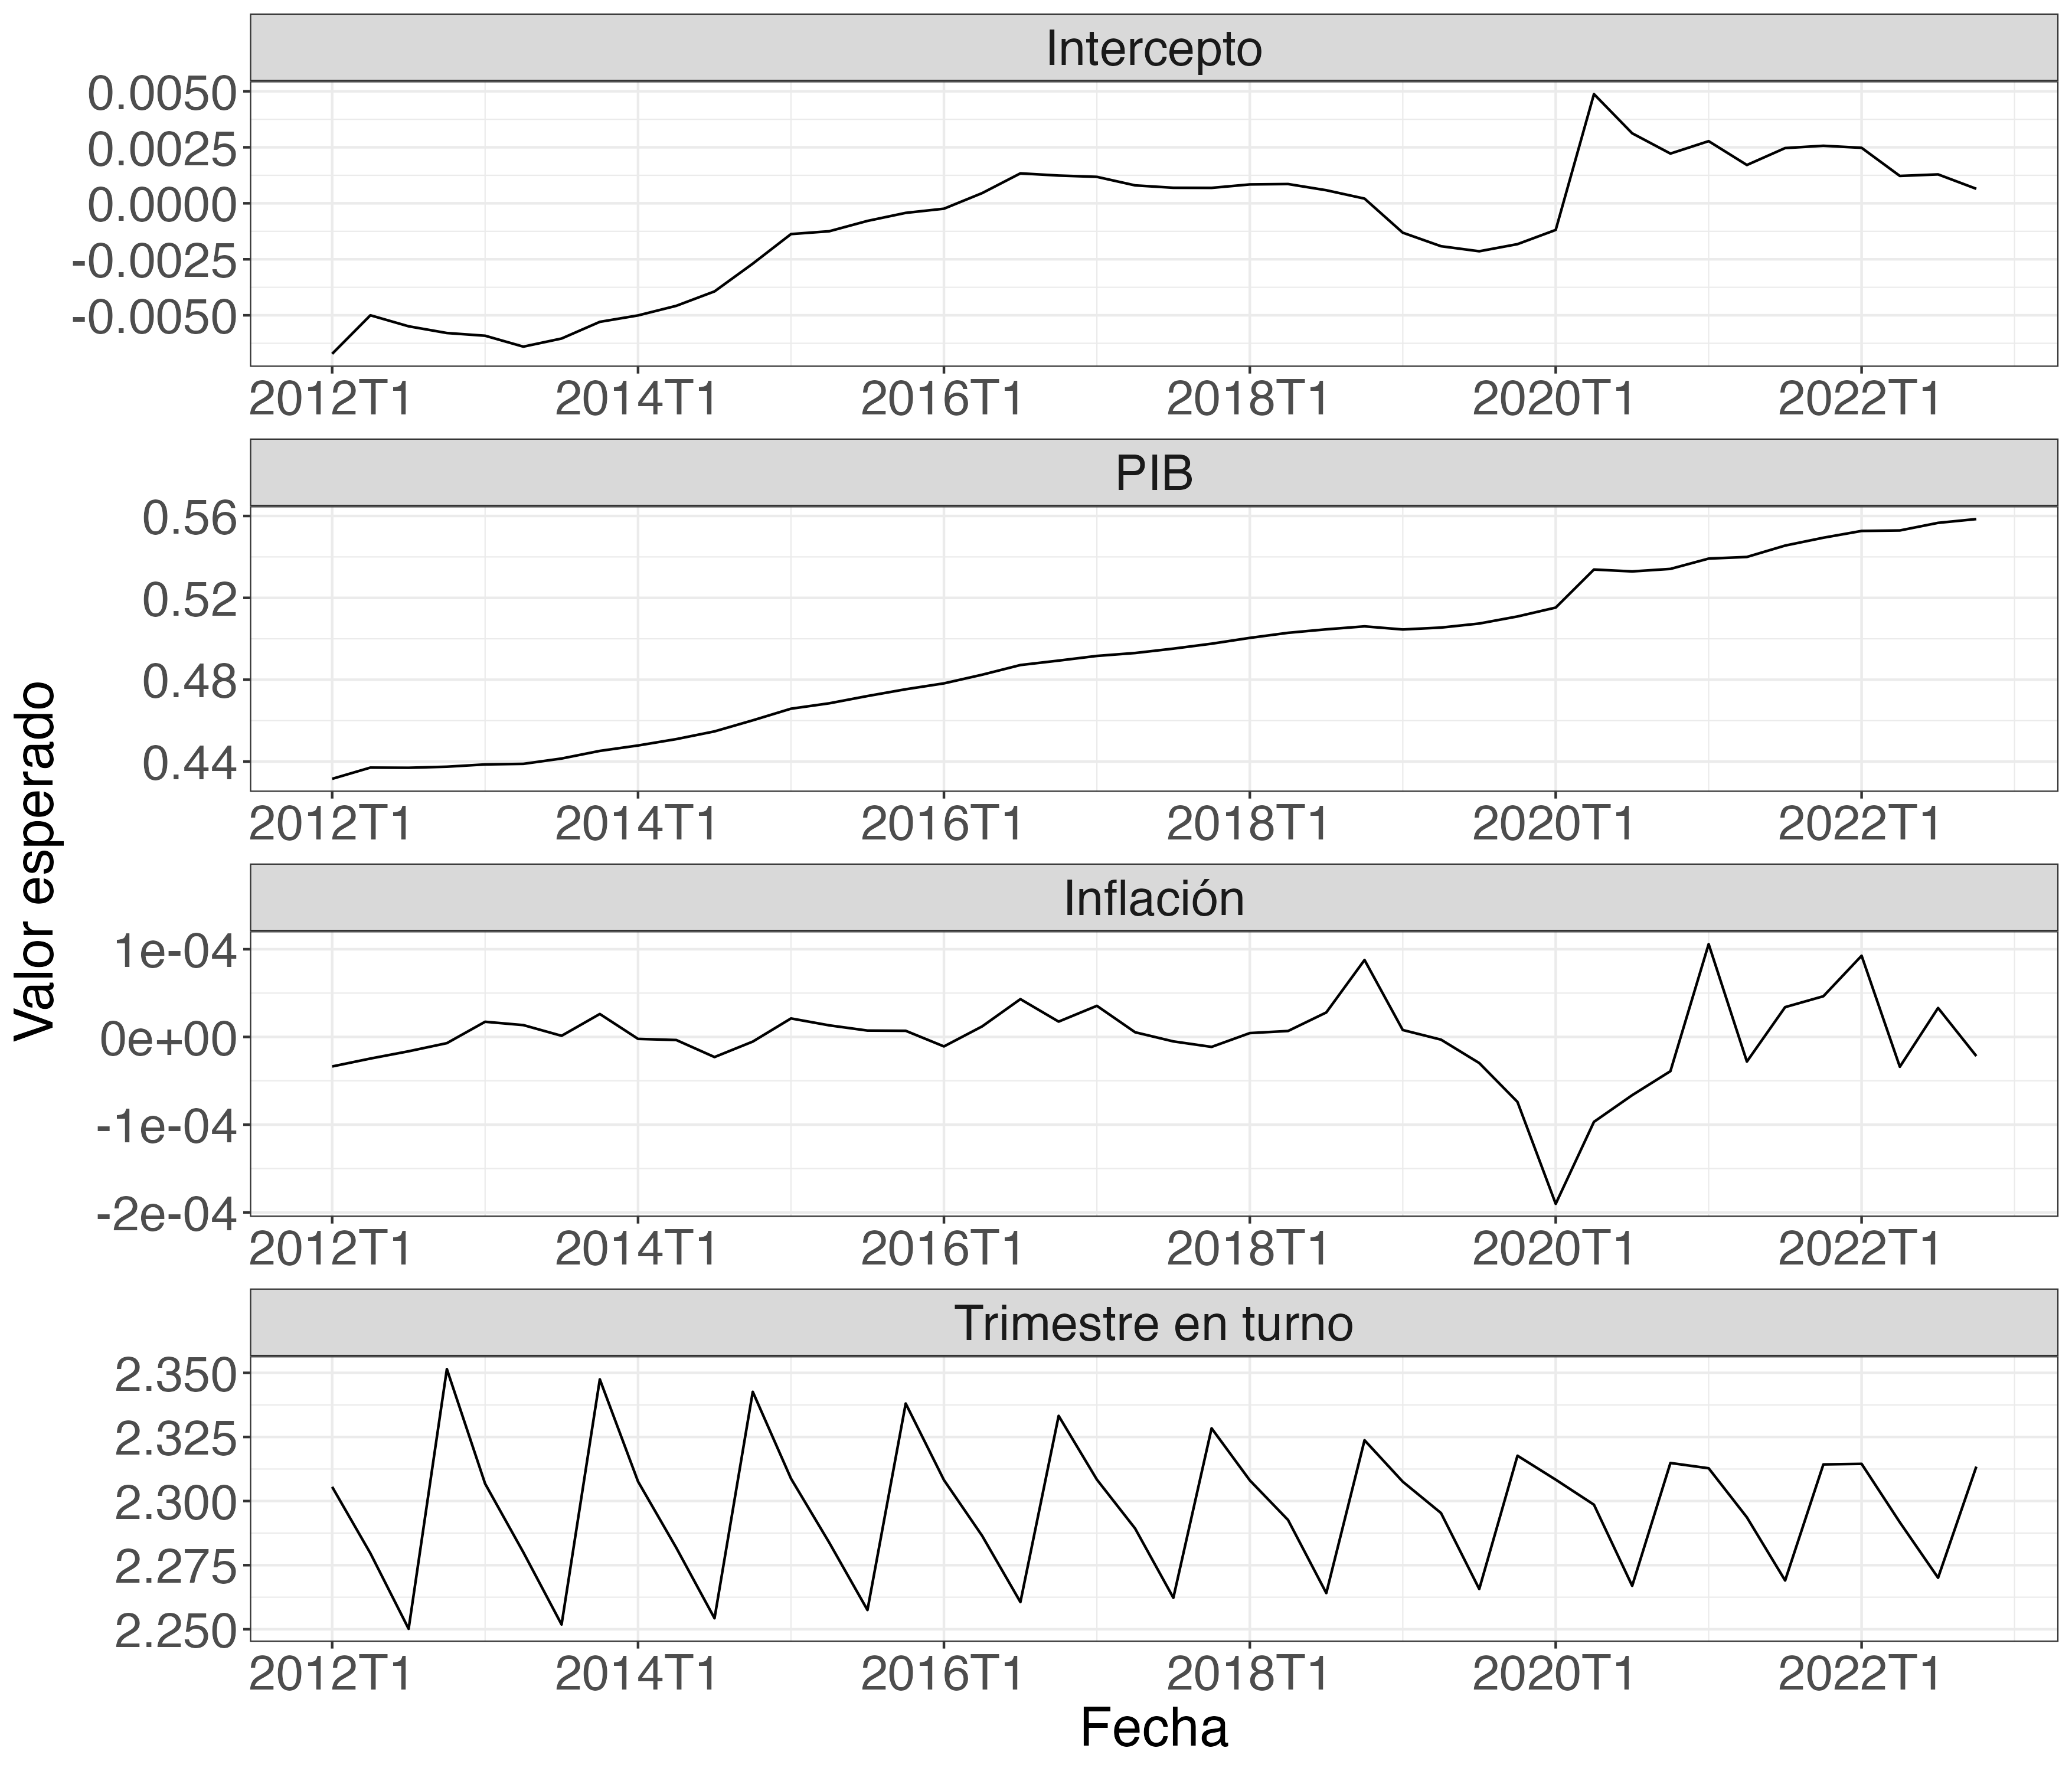 Intercepto
0.0050
0.0025
0.0000
-0.0025
-0.0050
2012T1 2014T1 2016T1 2018T1 2020T1 2022T1
PIB
0.56
0.52
0.48
0.44
2012T1 2014T1 2016T1 2018T1 2020T1 2022T1
Valor esperado
Inflación
1e-04
0e+00
-1e-04
-2e-04
2012T1 2014T1 2016T1 2018T1 2020T1 2022T1
Trimestre en turno
2.350
2.325
2.300
2.275
2.250
2012T1 2014T1 2016T1 2018T1 2020T1 2022T1
Fecha